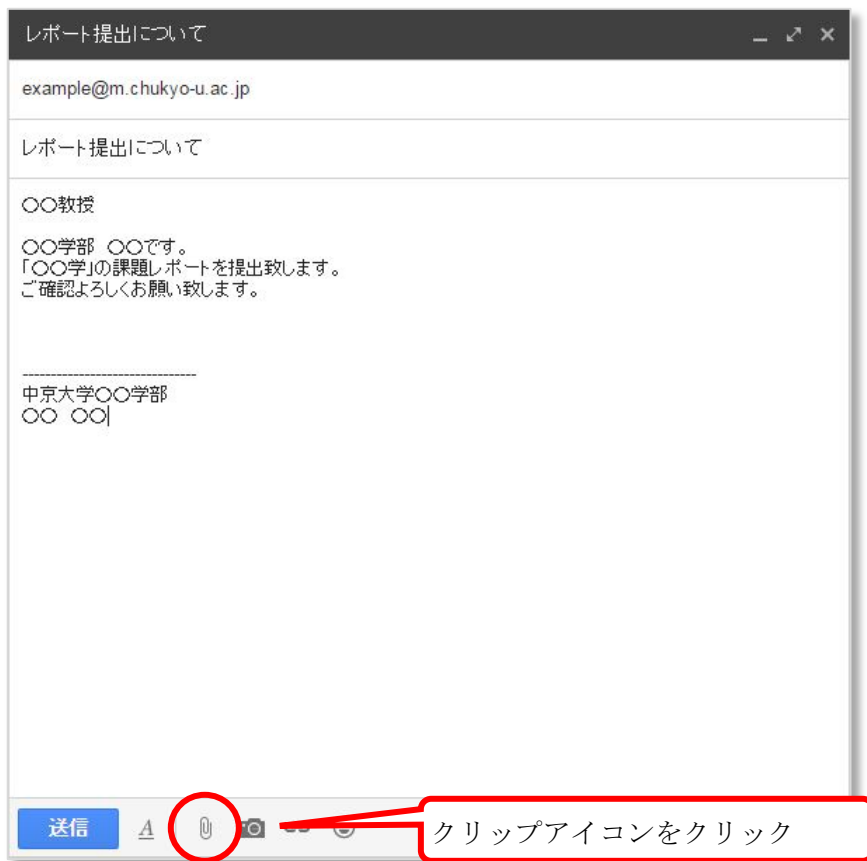 レポート提出について
example@m.chukyo-u.ac.jp
レポート提出について
〇〇教授
〇〇学部 〇〇です。
「〇〇学」の課題レポートを提出致します。
ご確認よろしくお願い致します。
-------------------------------
中京大学〇〇学部
〇〇 〇〇
送信 A
クリップアイコンをクリック